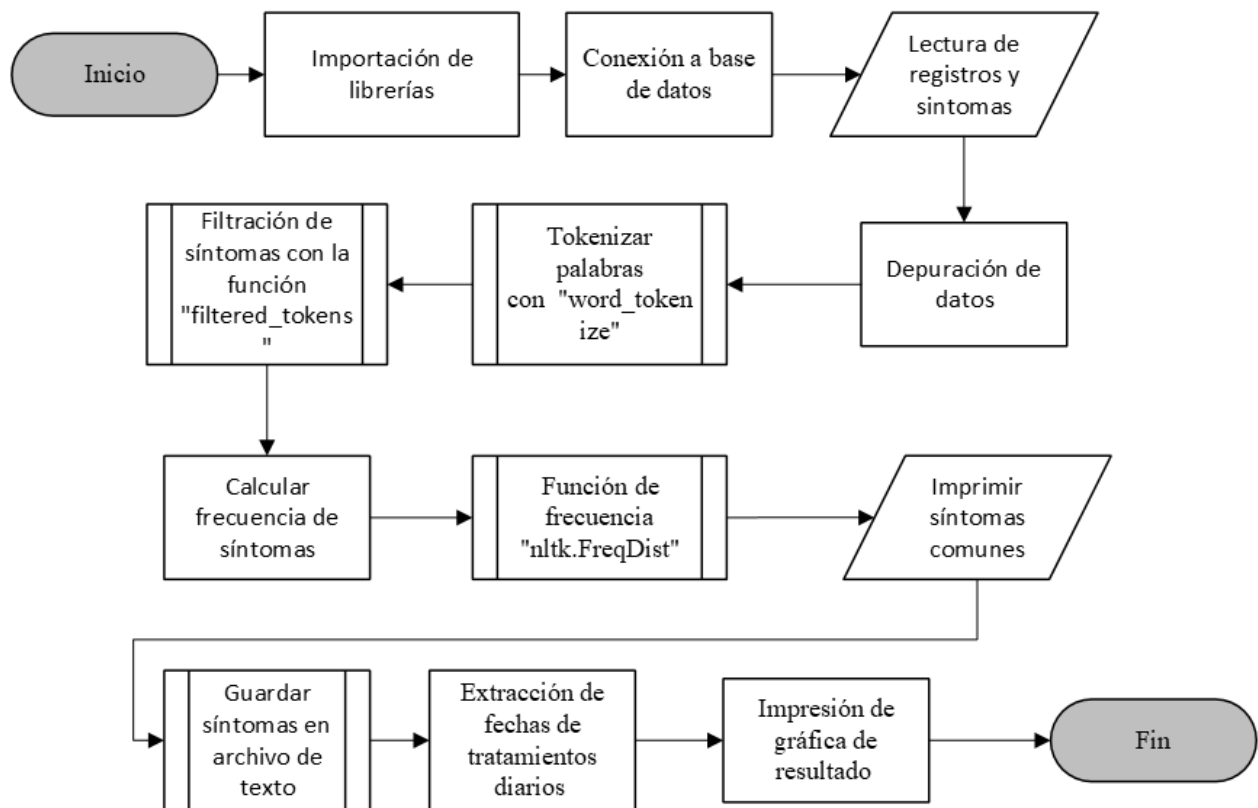 Inicio
Importación de
librerías
Conexión a base
de datos
Lectura de
registros y
sintomas
Depuración de
datos
Tokenizar
palabras
con "word_token
ize"
Filtración de
síntomas con la
función
"filtered_tokens
"
Calcular
frecuencia de
síntomas
Función de
frecuencia
"nltk.FreqDist"
Imprimir
síntomas
comunes
Guardar
síntomas en
archivo de
texto
Extracción de
fechas de
tratamientos
diarios
Impresión de
gráfica de
resultado
Fin